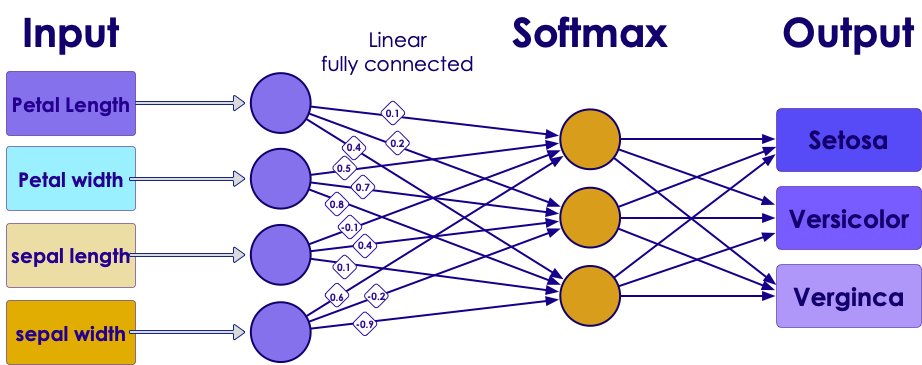 Input
Softmax
Output
Linear
fully connected
Petal Length
Petal width
sepal length
sepal width
0.1
0.2
0.4
0.5
0.7
0.8
-0.1
0.4
0.1
0.6
-0.2
-0.9
Setosa
Versicolor
Verginca